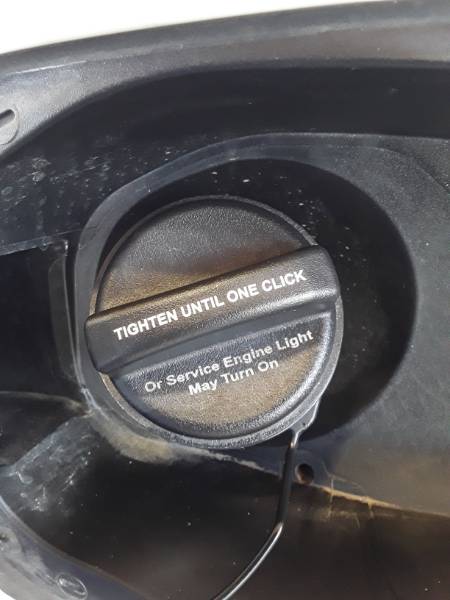 TIGHTEN UNTIL ONE CLICK
Or Service Engine Light
May Turn On